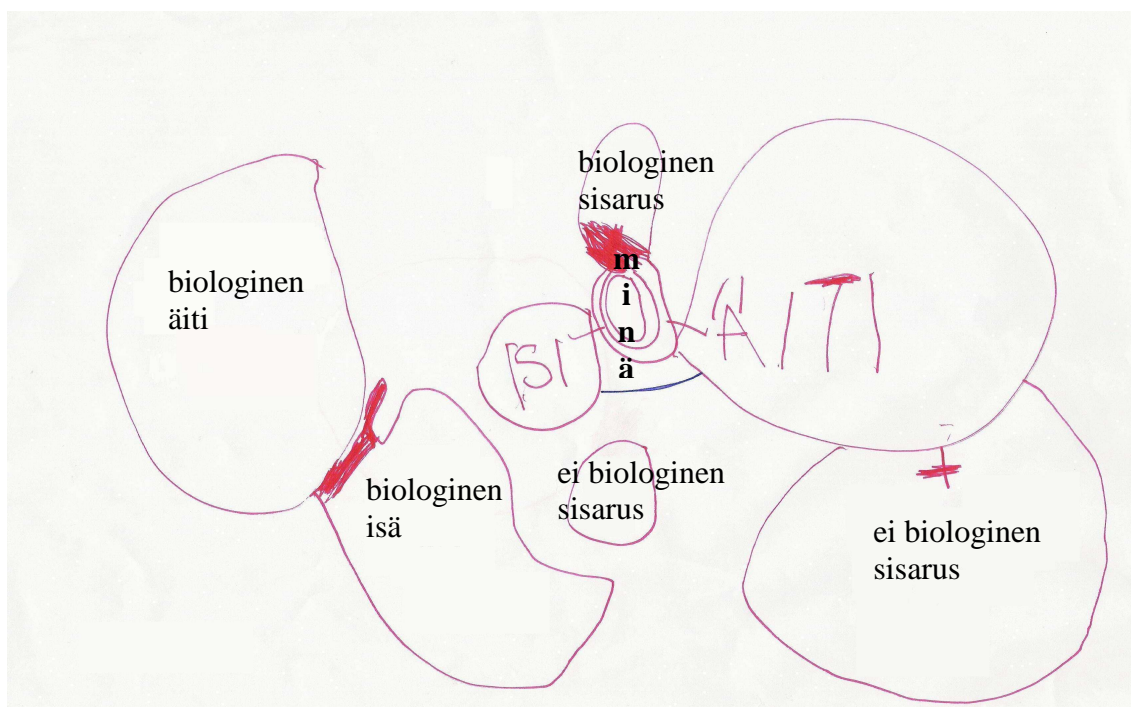 biologinen
sisarus
biologinen
äiti
m
i
n
ä
ISI
ÄITI
biologinen
isä
ei biologinen
sisarus
ei biologinen
sisarus